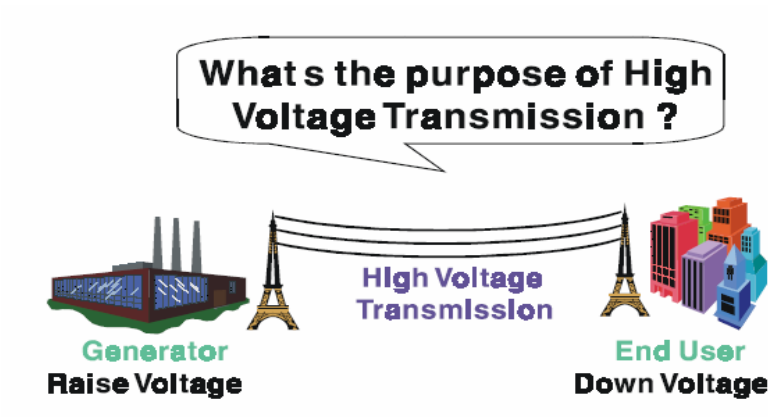 What s the purpose of High
Voltage Transmission ?
High Voltage
Transmission
Generator
Raise Voltage
End User
Down Voltage